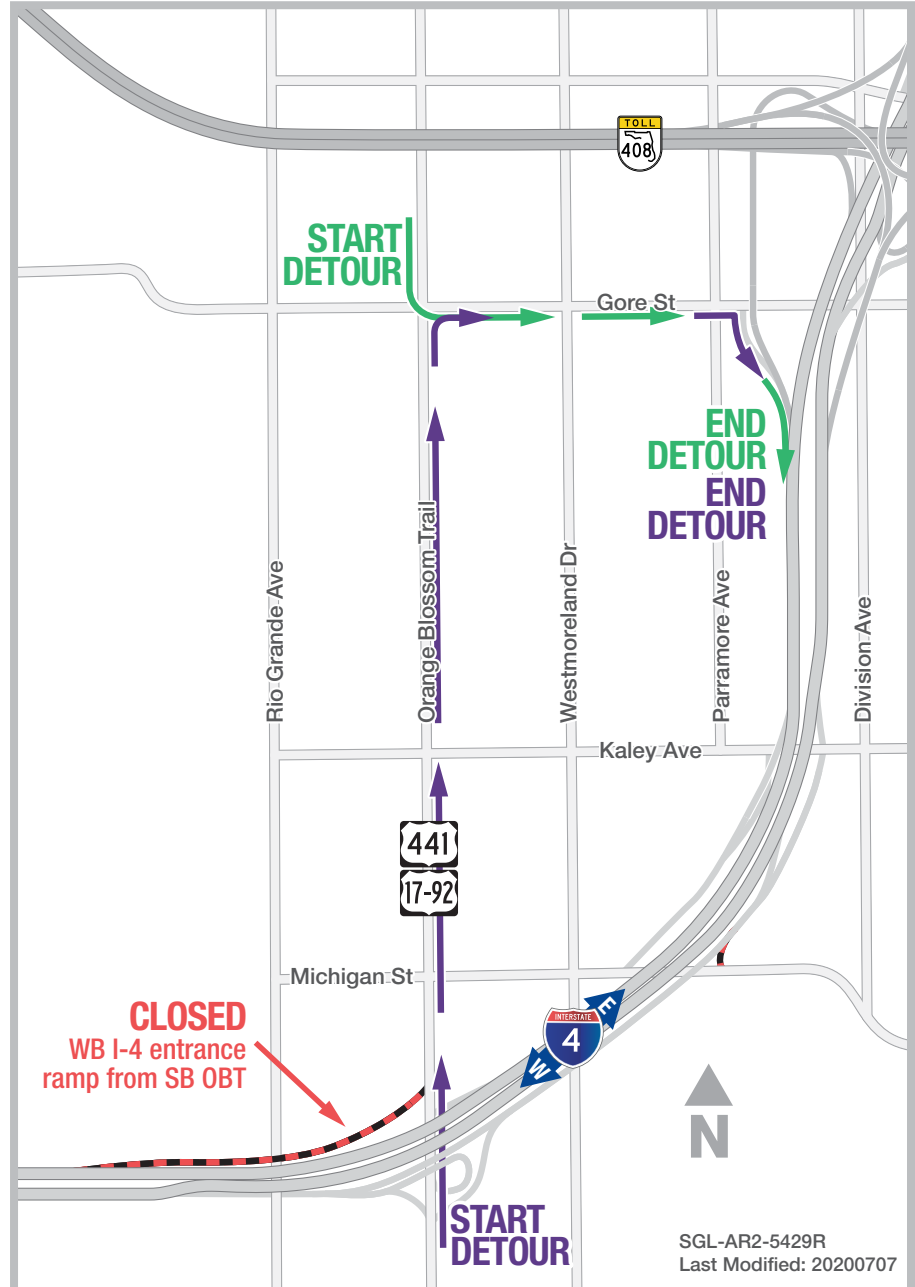 TOLL
408
START
DETOUR
Gore St
END
DETOUR
END
DETOUR
Rio Grande Ave
Orange Blossom Trail
Westmoreland Dr
Parramore Ave
Division Ave
Kaley Ave
441
17-92
Michigan St
CLOSED
WB I-4 entrance
ramp from SB OBT
E
INTERSTATE
4
W
N
START
DETOUR
SGL-AR2-5429R
Last Modified: 20200707